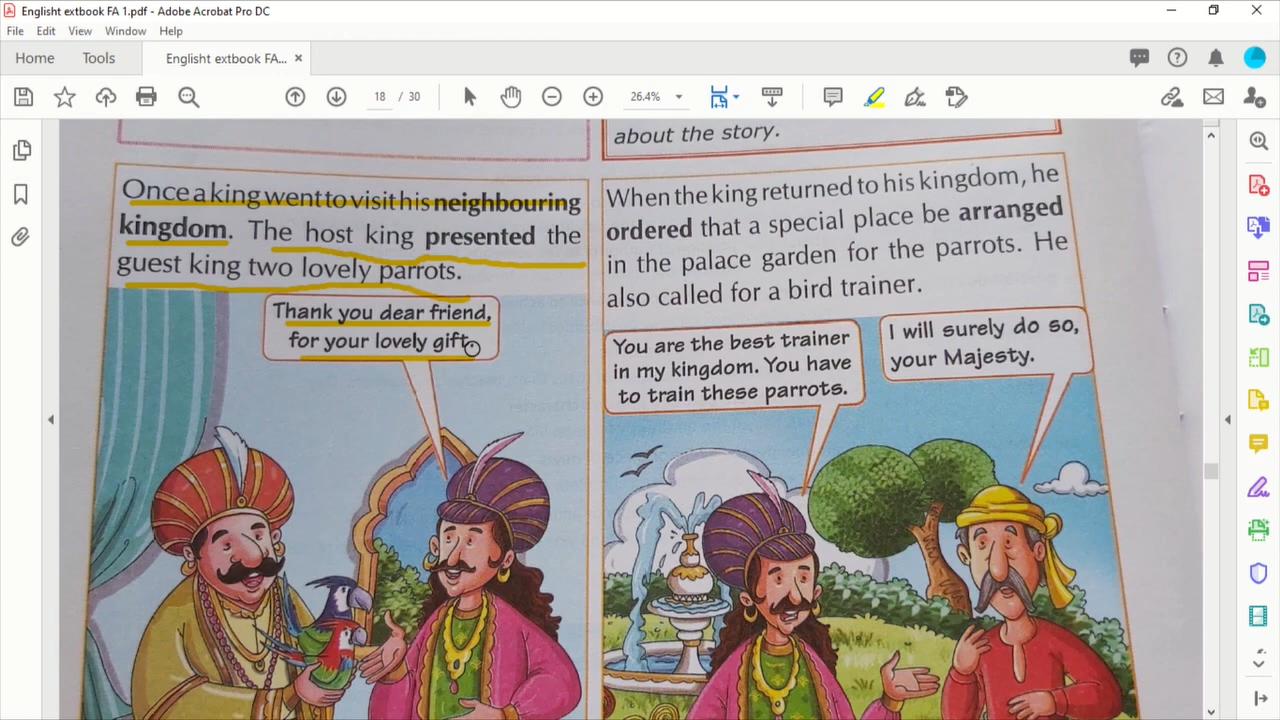 Englisht extbook FA 1.pdf - Adobe Acrobat Pro DC
File Edit View Window Help
Home Tools Englisht extbook FA... ×
18 / 30 26.4%
about the story.
Once a king went to visit his neighbouring
kingdom. The host king presented the
guest king two lovely parrots.
Thank you dear friend,
for your lovely gift.
When the king returned to his kingdom, he
ordered that a special place be arranged
in the palace garden for the parrots. He
also called for a bird trainer.
You are the best trainer
in my kingdom. You have
to train these parrots.
I will surely do so,
your Majesty.